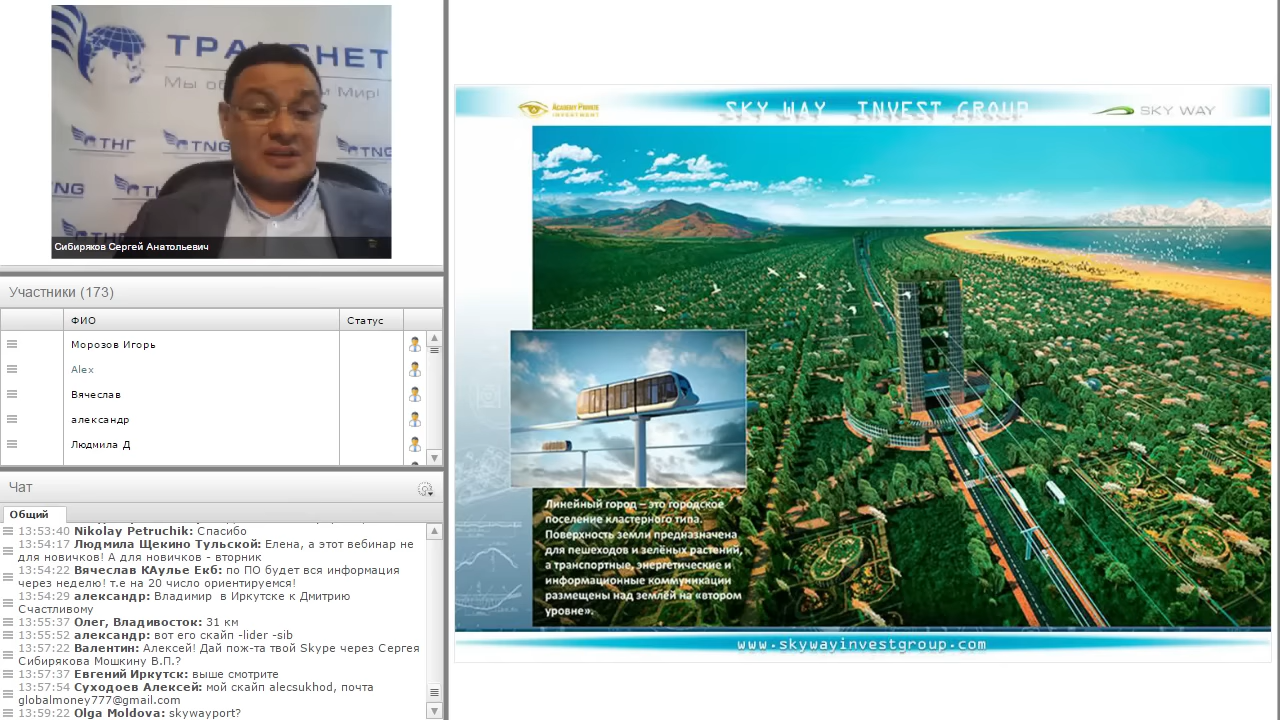 ТРАНСНЕТ
ТНГ
TNG
TNG
TNG
Сибиряков Сергей Анатольевич
Участники (173)
ФИО
Статус
Морозов Игорь
Alex
Вячеслав
александр
Людмила Д
Чат
Общий
13:53:40 Nikolay Petruchik: Спасибо
13:54:17 Людмила Щекино Тульской: Елена, а этот вебинар не
для новичков! А для новичков - вторник
13:54:22 Вячеслав КАулье Екб: по ПО будет вся информация
через неделю! т.е на 20 число ориентируемся!
13:54:29 александр: Владимир в Иркутске к Дмитрию
Счастливому
13:55:37 Олег, Владивосток: 31 км
13:55:52 александр: вот его скайп -lider -sib
13:57:22 Валентин: Алексей! Дай пож-та твой Skype через Сергея
Сибирякова Мошкину В.П.?
13:57:37 Евгений Иркутск: выше смотрите
13:57:54 Суходоев Алексей: мой скайп alecsukhod, почта
globalmoney777@gmail.com
13:59:22 Olga Moldova: skywayport?
ACADEMY PRIVATE
INVESTMENT
SKY WAY INVEST GROUP
SKY WAY
Линейный город – это городское
поселение кластерного типа.
Поверхность земли предназначена
для пешеходов и зелёных растений,
а транспортные, энергетические и
информационные коммуникации
размещены над землёй на «втором
уровне».
www.skywayinvestgroup.com